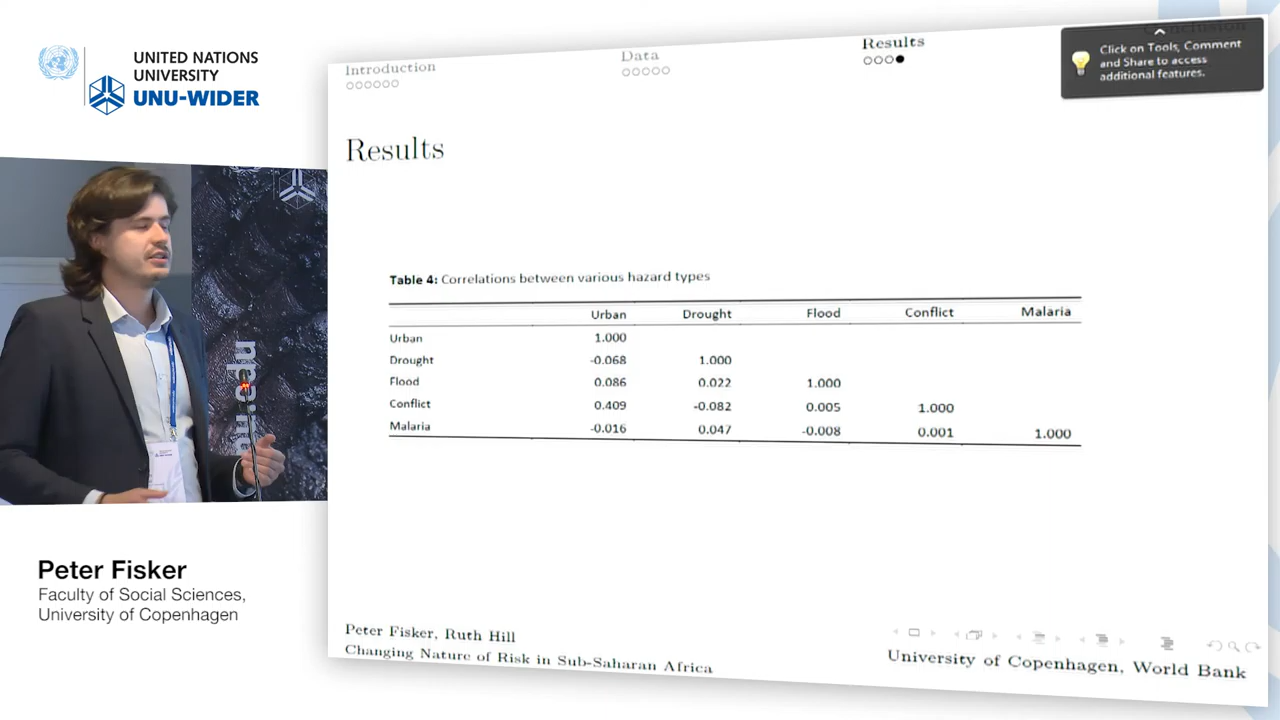 UNITED NATIONS
UNIVERSITY
UNU-WIDER
Introduction
Data
Results
Conclusion
Click on Tools, Comment
and Share to access
additional features.
Results
Table 4: Correlations between various hazard types
Urban Drought Flood Conflict Malaria
Urban 1.000
Drought -0.068 1.000
Flood 0.086 0.022 1.000
Conflict 0.409 -0.082 0.005 1.000
Malaria -0.016 0.047 -0.008 0.001 1.000
Peter Fisker
Faculty of Social Sciences,
University of Copenhagen
Peter Fisker, Ruth Hill
Changing Nature of Risk in Sub-Saharan Africa
University of Copenhagen, World Bank